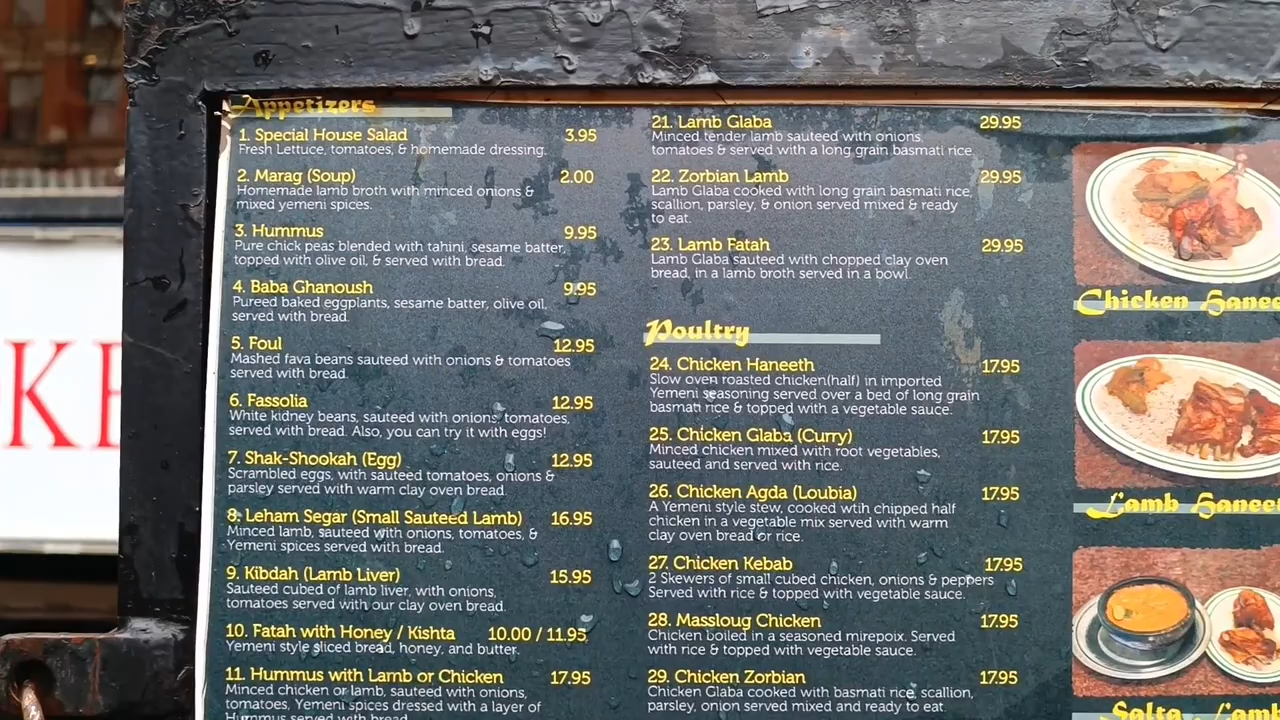 KE
Appetizers
1. Special House Salad 3.95
Fresh Lettuce, tomatoes, & homemade dressing.
2. Marag (Soup) 2.00
Homemade lamb broth with minced onions &
mixed yemeni spices.
3. Hummus 9.95
Pure chick peas blended with tahini, sesame batter,
topped with olive oil, & served with bread.
4. Baba Ghanoush 9.95
Pureed baked eggplants, sesame batter, olive oil,
served with bread.
5. Foul 12.95
Mashed fava beans sauteed with onions & tomatoes
served with bread.
6. Fassolia 12.95
White kidney beans, sauteed with onions, tomatoes,
served with bread. Also, you can try it with eggs!
7. Shak-Shookah (Egg) 12.95
Scrambled eggs, with sauteed tomatoes, onions &
parsley served with warm clay oven bread.
8. Leham Segar (Small Sauteed Lamb) 16.95
Minced lamb, sauteed with onions, tomatoes, &
Yemeni spices served with bread.
9. Kibdah (Lamb Liver) 15.95
Sauteed cubed of lamb liver, with onions,
tomatoes served with our clay oven bread.
10. Fatah with Honey / Kishta 10.00 / 11.95
Yemeni style sliced bread, honey, and butter.
11. Hummus with Lamb or Chicken 17.95
Minced chicken or lamb, sauteed with onions,
tomatoes, Yemeni spices dressed with a layer of
Hummus served with bread
21. Lamb Glaba 29.95
Minced tender lamb sauteed with onions,
tomatoes & served with a long grain basmati rice.
22. Zorbian Lamb 29.95
Lamb Glaba cooked with long grain basmati rice,
scallion, parsley, & onion served mixed & ready
to eat.
23. Lamb Fatah 29.95
Lamb Glaba sauteed with chopped clay oven
bread, in a lamb broth served in a bowl.
Poultry
24. Chicken Haneeth 17.95
Slow oven roasted chicken(half) in imported
Yemeni seasoning served over a bed of long grain
basmati rice & topped with a vegetable sauce.
25. Chicken Glaba (Curry) 17.95
Minced chicken mixed with root vegetables,
sauteed and served with rice.
26. Chicken Agda (Loubia) 17.95
A Yemeni style stew, cooked wtih chipped half
chicken in a vegetable mix served with warm
clay oven bread or rice.
27. Chicken Kebab 17.95
2 Skewers of small cubed chicken, onions & peppers
Served with rice & topped with vegetable sauce.
28. Massloug Chicken 17.95
Chicken boiled in a seasoned mirepoix. Served
with rice & topped with vegetable sauce.
29. Chicken Zorbian 17.95
Chicken Glaba cooked with basmati rice, scallion,
parsley, onion served mixed and ready to eat.
Chicken Hanee
Lamb Hanee
Salta Lamb